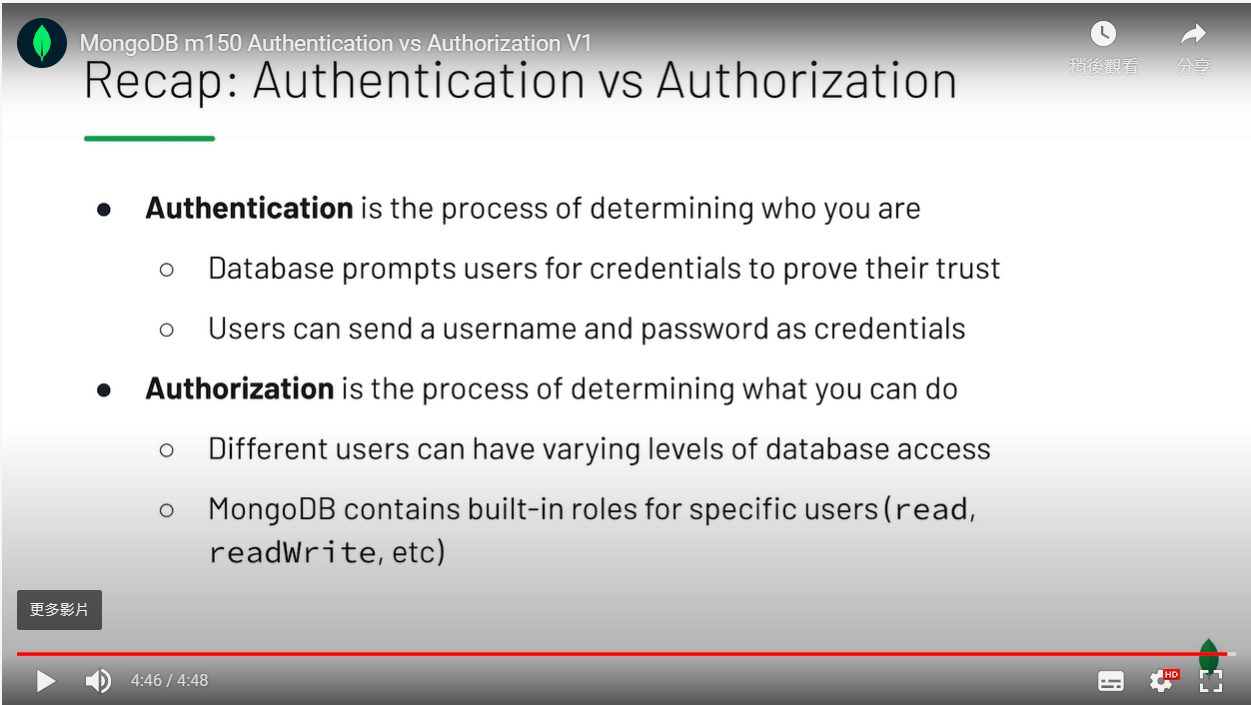 MongoDB m150 Authentication vs Authorization V1
稍後觀看
分享
Recap: Authentication vs Authorization
● Authentication is the process of determining who you are
○ Database prompts users for credentials to prove their trust
○ Users can send a username and password as credentials
● Authorization is the process of determining what you can do
○ Different users can have varying levels of database access
○ MongoDB contains built-in roles for specific users (read,
readWrite, etc)
更多影片
4:46 / 4:48
HD